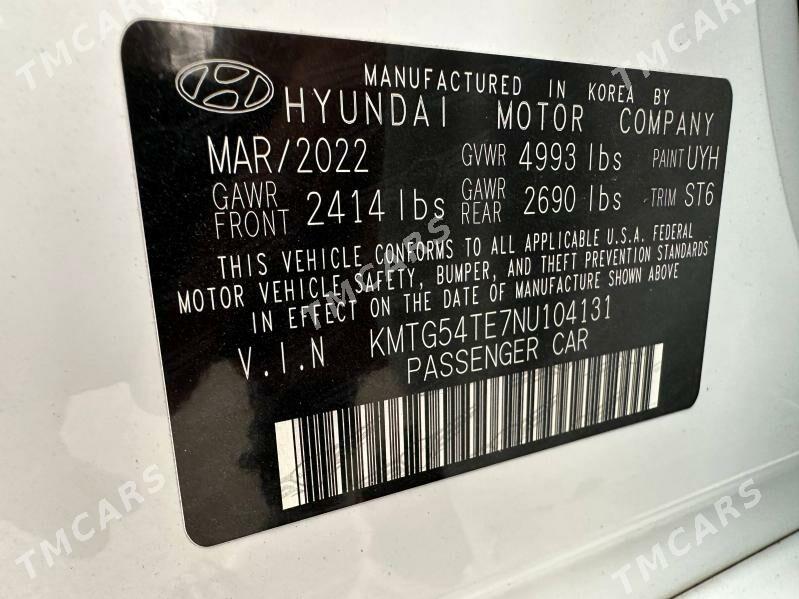 MANUFACTURED IN KOREA BY
HYUNDAI MOTOR COMPANY
MAR/2022 GVWR 4993 lbs PAINT UYH
GAWR FRONT 2414 lbs GAWR REAR 2690 lbs TRIM ST6
THIS VEHICLE CONFORMS TO ALL APPLICABLE U.S.A. FEDERAL
MOTOR VEHICLE SAFETY, BUMPER, AND THEFT PREVENTION STANDARDS
IN EFFECT ON THE DATE OF MANUFACTURE SHOWN ABOVE
V.I.N KMTG54TE7NU104131
PASSENGER CAR
TMCARS
TMCARS
TMCARS
TMCARS
TMCARS
TMCARS
TMCARS